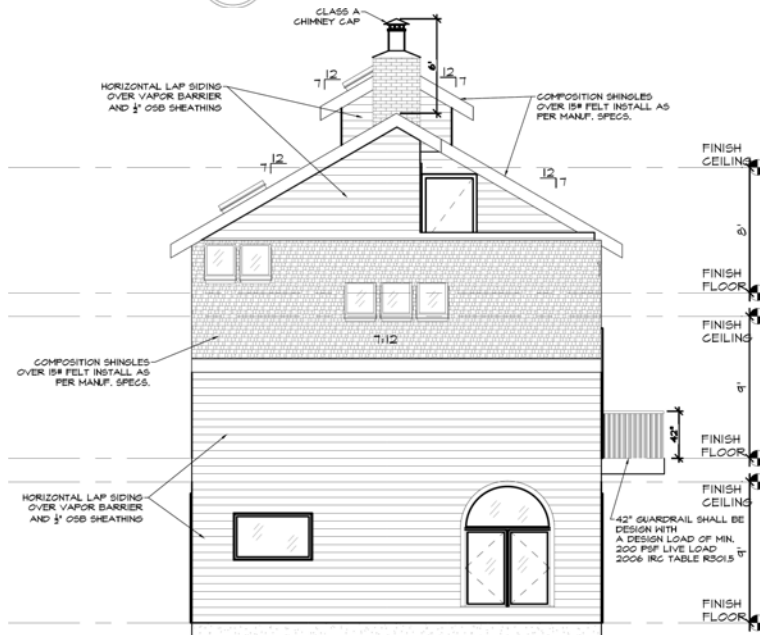 CLASS A
CHIMNEY CAP
6'
12
7
12
7
HORIZONTAL LAP SIDING
OVER VAPOR BARRIER
AND ½" OSB SHEATHING
COMPOSITION SHINGLES
OVER 15# FELT INSTALL AS
PER MANUF. SPECS.
12
7
12
7
FINISH
CEILING
8'
FINISH
FLOOR
FINISH
CEILING
7:12
COMPOSITION SHINGLES
OVER 15# FELT INSTALL AS
PER MANUF. SPECS.
9'
42"
FINISH
FLOOR
FINISH
CEILING
HORIZONTAL LAP SIDING
OVER VAPOR BARRIER
AND ½" OSB SHEATHING
42" GUARDRAIL SHALL BE
DESIGN WITH
A DESIGN LOAD OF MIN.
200 PSF LIVE LOAD
2006 IRC TABLE R301.5
9'
FINISH
FLOOR